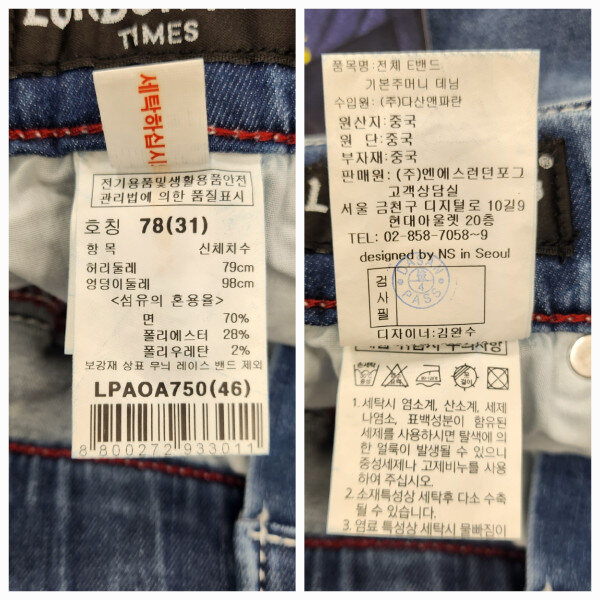 LONDON
TIMES
세탁하십시
전기용품및생활용품안전
관리법에 의한 품질표시
호칭 78(31)
항 목 신체치수
허리둘레 79cm
엉덩이둘레 98cm
<섬유의 혼용율>
면 70%
폴리에스터 28%
폴리우레탄 2%
보강재 상표 무늬 레이스 밴드 제외
LPAOA750(46)
8 800272 933011
품목명:전체 E밴드
기본주머니 데님
수입원: (주)다산앤파란
원산지:중국
원 단:중국
부자재:중국
판매원: (주)엔에스런던포그
고객상담실
서울 금천구 디지털로 10길9
현대아울렛 20층
TEL: 02-858-7058~9
designed by NS in Seoul
검
사
필
DASAN
PASS
디자이너:김완수
손세탁
1.세탁시 염소계, 산소계, 세제
나염소, 표백성분이 함유된
세제를 사용하시면 탈색에 의
한 얼룩이 발생될 수 있으니
중성세제나 고체비누를 사용
하여 주십시오.
2.소재특성상 세탁후 다소 수축
될 수 있습니다.
3.염료 특성상 세탁시 물빠짐이